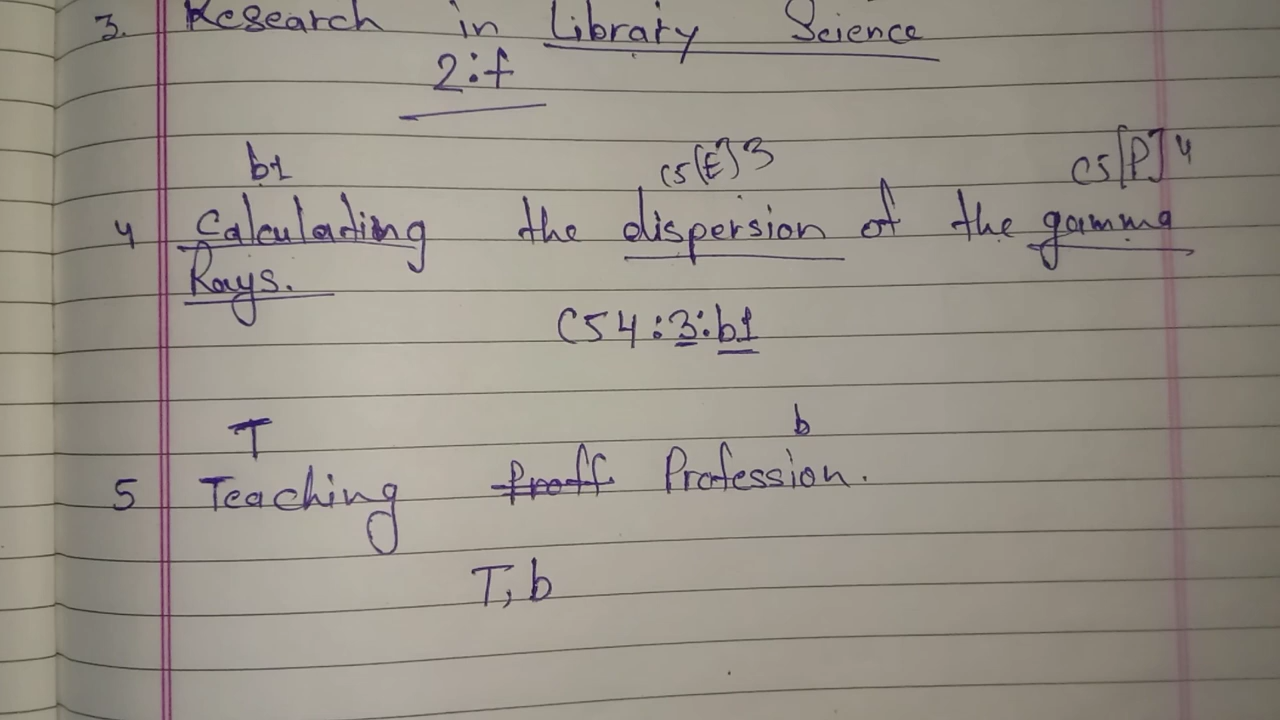 3. Research in Library Science
2:f
b1 C5[E]3 C5[P]4
4 Calculating the dispersion of the gamma
Rays.
C54:3:b1
T b
5 Teaching Proff Profession.
T,b